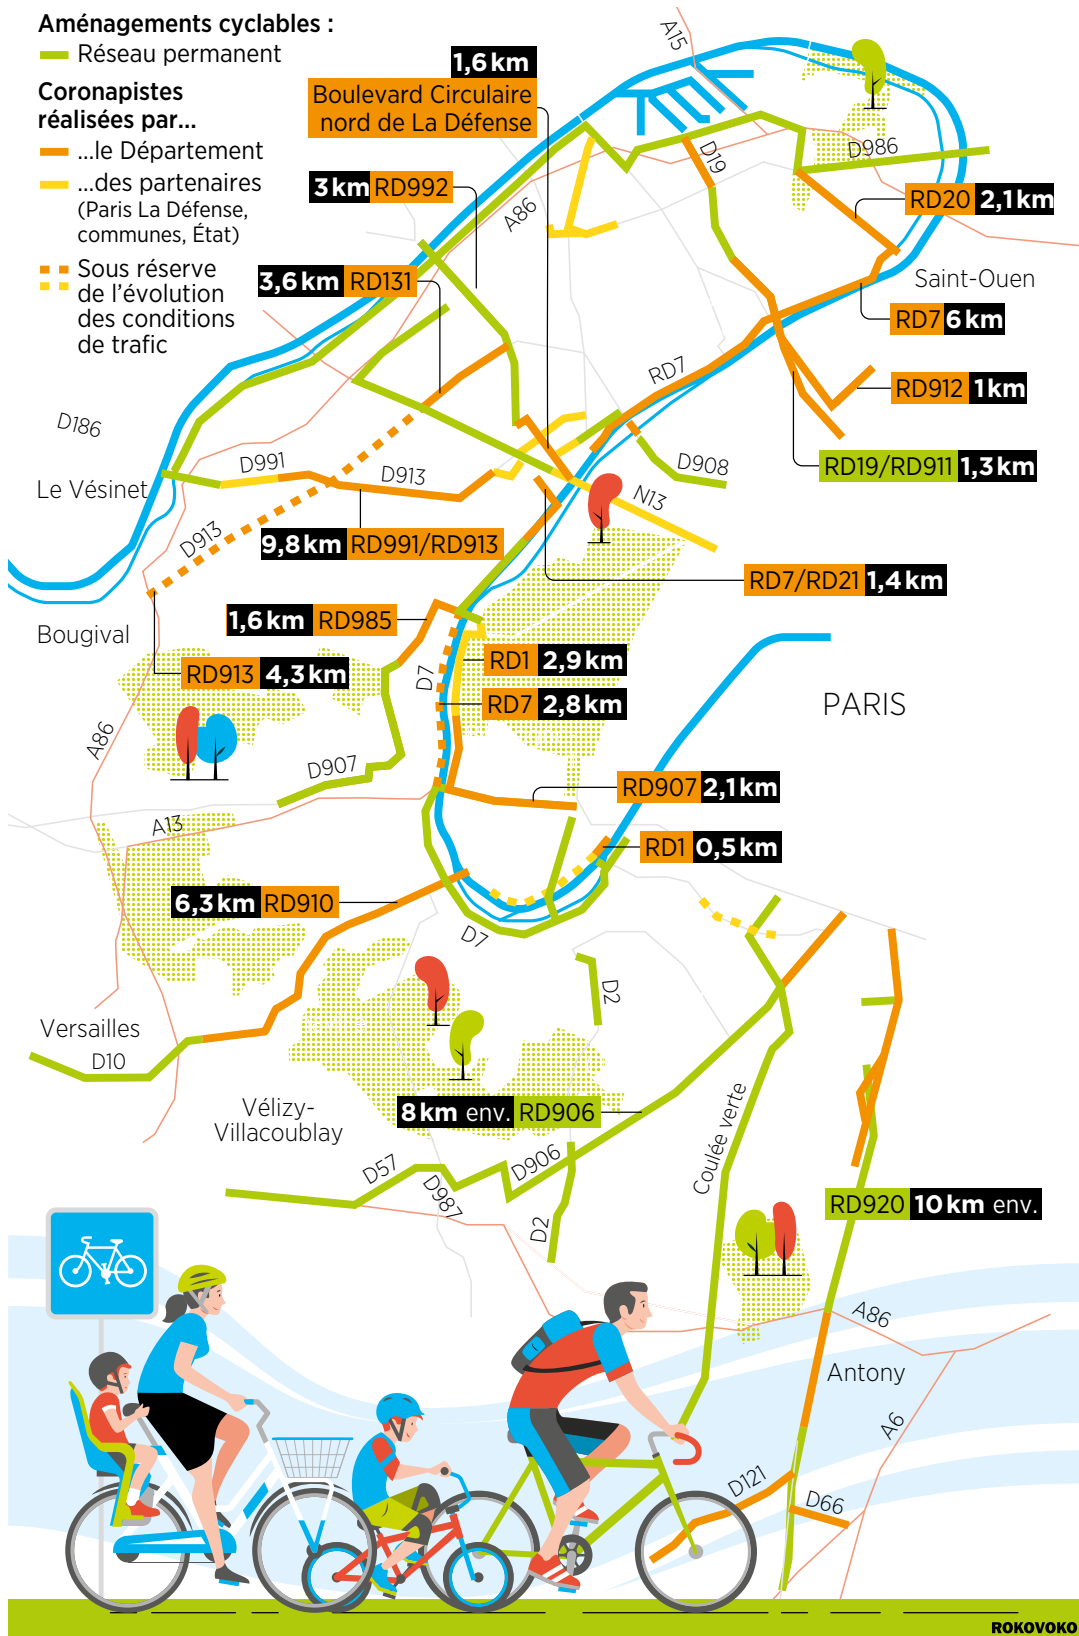 Aménagements cyclables :
Réseau permanent
Coronapistes
réalisées par...
...le Département
...des partenaires
(Paris La Défense,
communes, État)
Sous réserve
de l'évolution
des conditions
de trafic
1,6 km
Boulevard Circulaire
nord de La Défense
A15
3 km RD992
A86
D19
D986
RD20 2,1 km
3,6 km RD131
Saint-Ouen
RD7 6 km
RD7
RD912 1 km
D186
D991
D913
D908
RD19/RD911 1,3 km
Le Vésinet
N13
D913
9,8 km RD991/RD913
RD7/RD21 1,4 km
1,6 km RD985
Bougival
RD913 4,3 km
D7
RD1 2,9 km
RD7 2,8 km
PARIS
A86
D907
RD907 2,1 km
A13
RD1 0,5 km
6,3 km RD910
D7
D2
Versailles
D10
Vélizy-
Villacoublay
8 km env. RD906
Coulée verte
D57
D906
D987
D2
RD920 10 km env.
A86
Antony
A6
D121
D66
ROKOVOKO